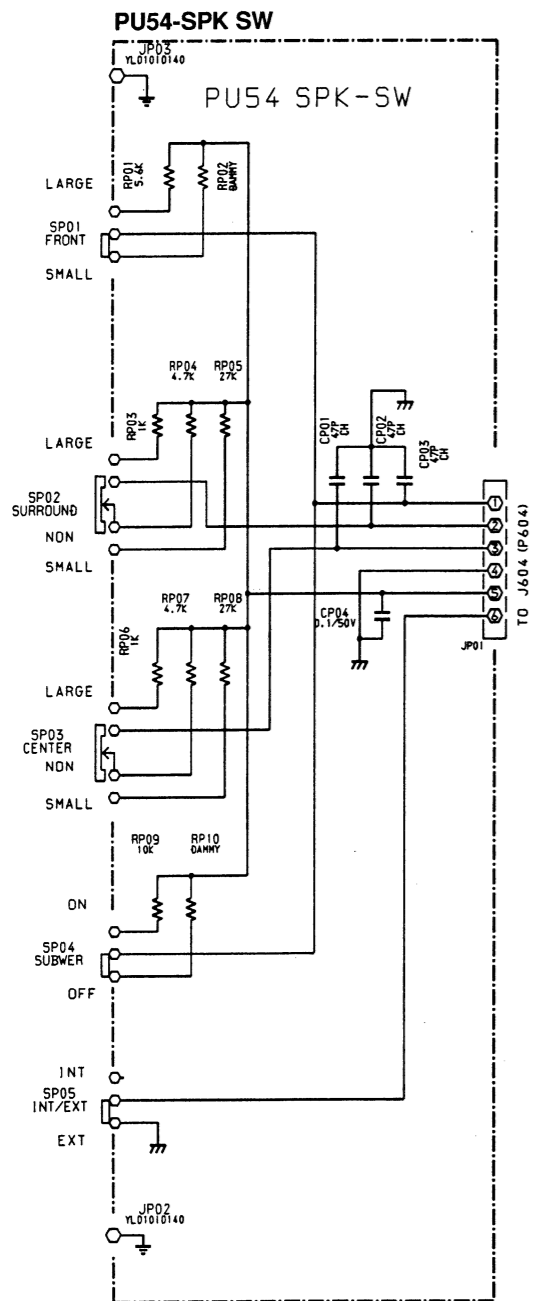 PU54-SPK SW
JP03
YL01010140
PU54 SPK-SW
RP01
5.6K
RP02
DAMMY
LARGE
SP01
FRONT
SMALL
RP04
4.7K
RP05
27K
RP03
1K
CP01
47P
CH
CP02
47P
CH
CP03
47P
CH
LARGE
SP02
SURROUND
NON
SMALL
1
2
3
4
5
6
TO J604 (P604)
JP01
CP04
0.1/50V
RP07
4.7K
RP08
27K
RP06
1K
LARGE
SP03
CENTER
NON
SMALL
RP09
10K
RP10
DAMMY
ON
SP04
SUBWER
OFF
INT
SP05
INT/EXT
EXT
JP02
YL01010140